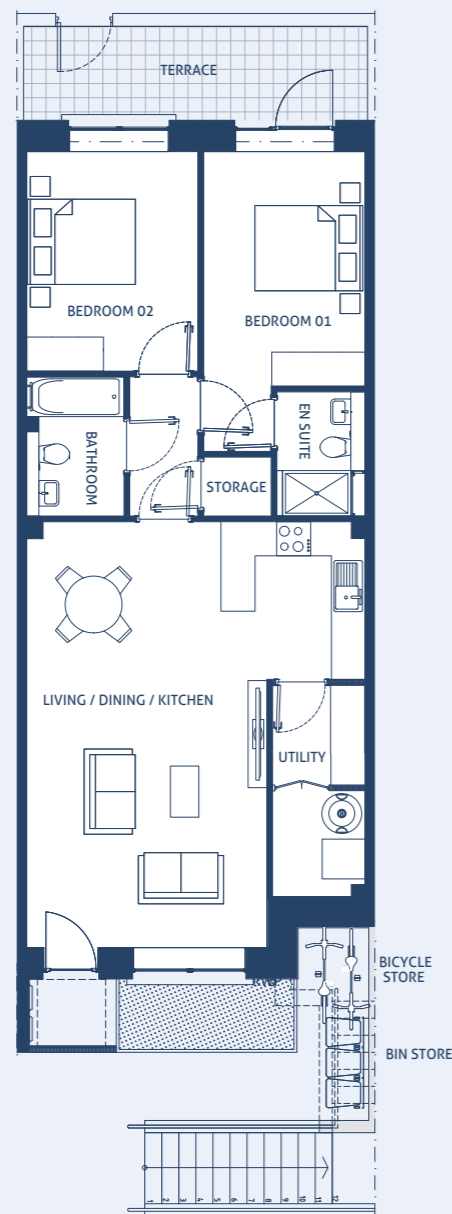 TERRACE
BEDROOM 02
BEDROOM 01
BATHROOM
EN SUITE
STORAGE
LIVING / DINING / KITCHEN
UTILITY
BICYCLE
STORE
BIN STORE
1 2 3 4 5 6 7 8 9 10 11 12